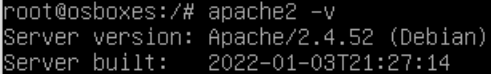 root@osboxes:/# apache2 -v
Server version: Apache/2.4.52 (Debian)
Server built:   2022-01-03T21:27:14